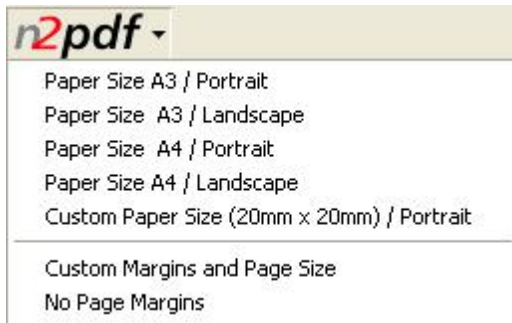 n2pdf
Paper Size A3 / Portrait
Paper Size A3 / Landscape
Paper Size A4 / Portrait
Paper Size A4 / Landscape
Custom Paper Size (20mm x 20mm) / Portrait
Custom Margins and Page Size
No Page Margins